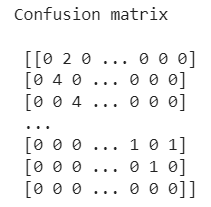 Confusion matrix
[[0 2 0 ... 0 0 0]
[0 4 0 ... 0 0 0]
[0 0 4 ... 0 0 0]
...
[0 0 0 ... 1 0 1]
[0 0 0 ... 0 1 0]
[0 0 0 ... 0 0 0]]